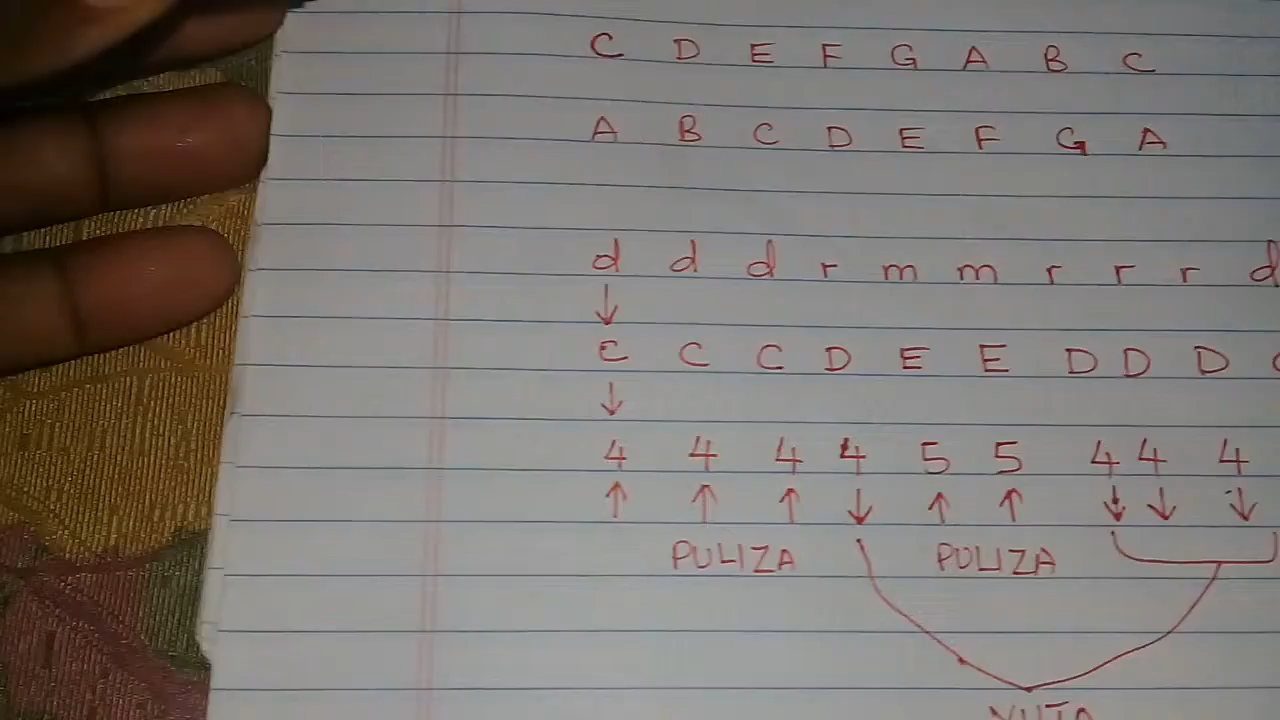 C D E F G A B C
A B C D E F G A
d d d r m m r r r d
↓
C C C D E E D D D C
↓
4 4 4 4 5 5 4 4 4
↑ ↑ ↑ ↓ ↑ ↑ ↓ ↓ ↓
PULIZA PULIZA